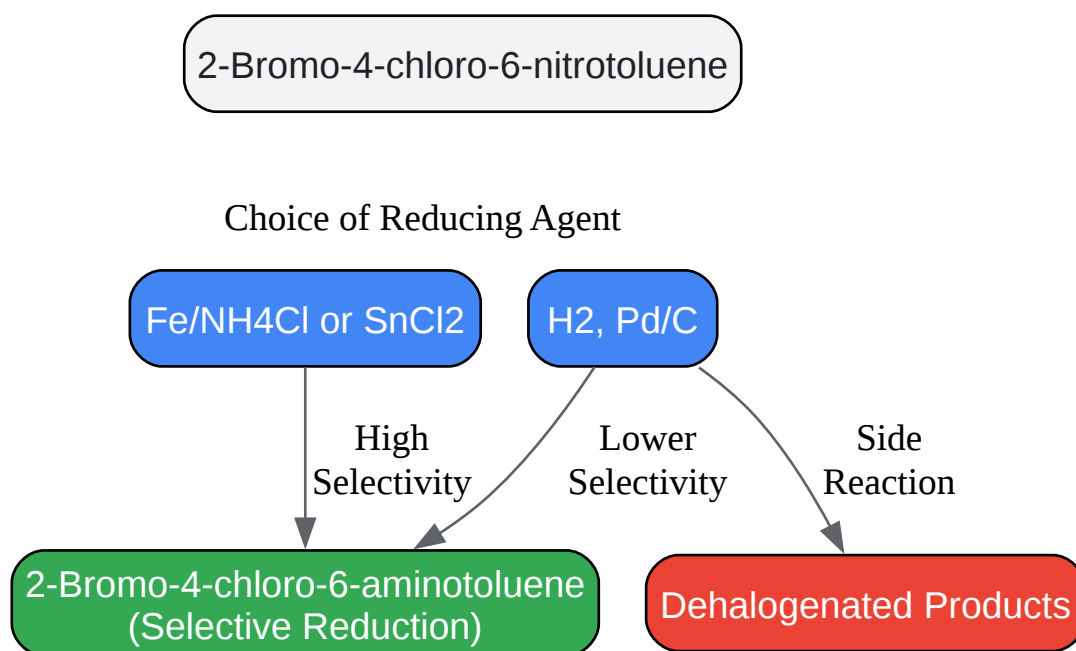 2-Bromo-4-chloro-6-nitrotoluene
Choice of Reducing Agent
Fe/NH4Cl or SnCl2
H2, Pd/C
High
Selectivity
Lower
Selectivity
Side
Reaction
2-Bromo-4-chloro-6-aminotoluene
(Selective Reduction)
Dehalogenated Products